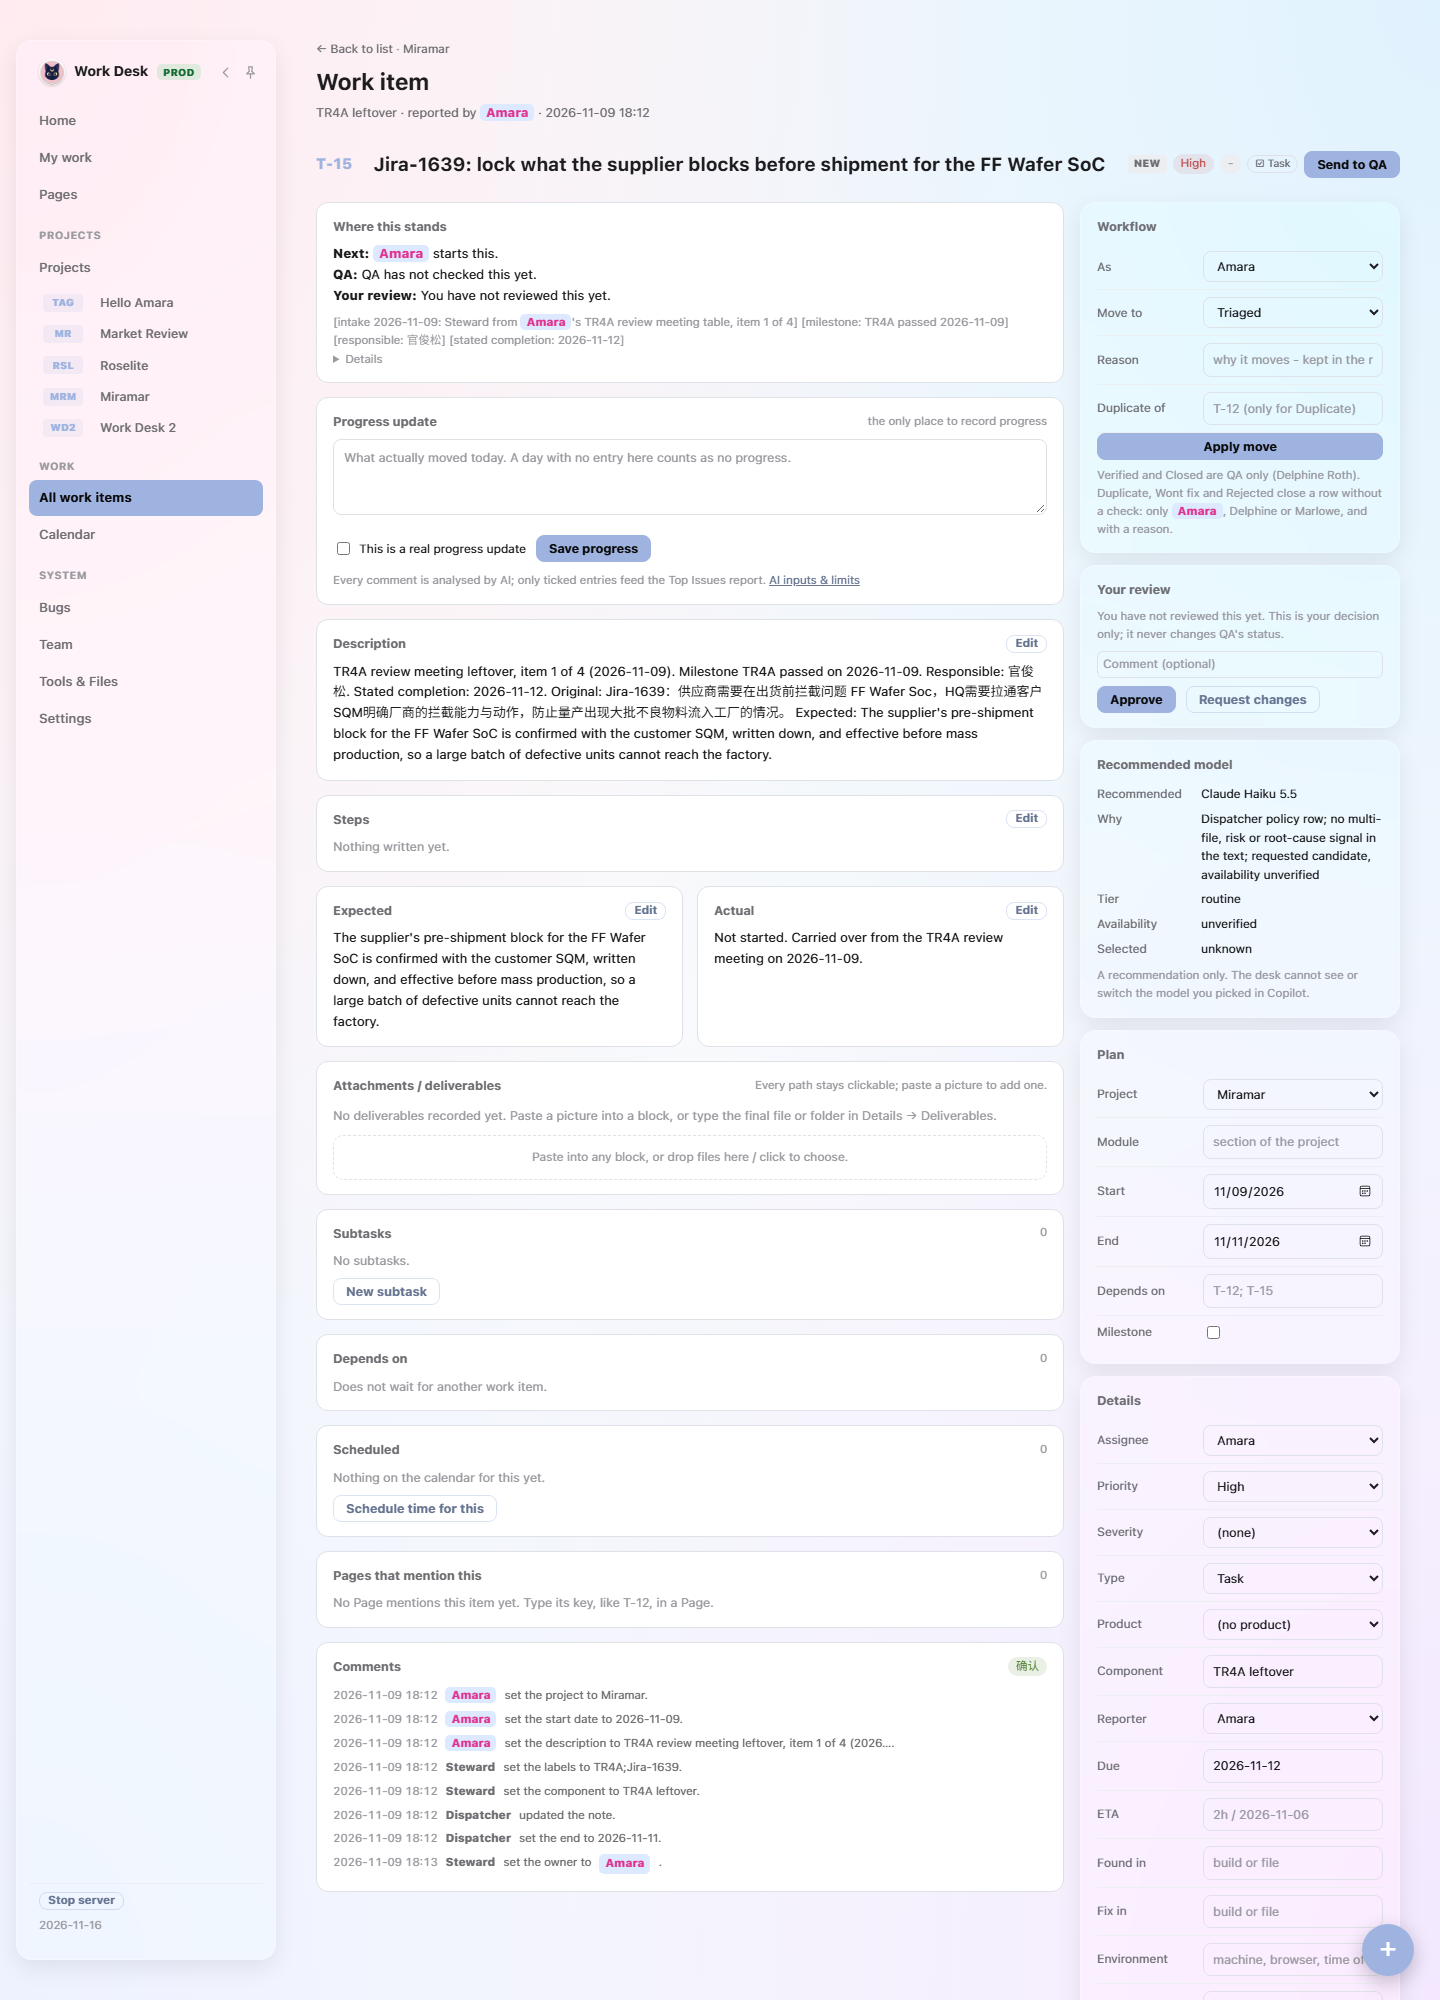 Work Desk PROD
Home
My work
Pages
PROJECTS
Projects
TAG Hello Amara
MR Market Review
RSL Roselite
MRM Miramar
WD2 Work Desk 2
WORK
All work items
Calendar
SYSTEM
Bugs
Team
Tools & Files
Settings
Stop server
2026-11-16
← Back to list · Miramar
Work item
TR4A leftover · reported by Amara · 2026-11-09 18:12
T-15 Jira-1639: lock what the supplier blocks before shipment for the FF Wafer SoC NEW High - Task Send to QA
Where this stands
Next: Amara starts this.
QA: QA has not checked this yet.
Your review: You have not reviewed this yet.
[intake 2026-11-09: Steward from Amara 's TR4A review meeting table, item 1 of 4] [milestone: TR4A passed 2026-11-09]
[responsible: 官俊松] [stated completion: 2026-11-12]
Details
Progress update the only place to record progress
What actually moved today. A day with no entry here counts as no progress.
This is a real progress update Save progress
Every comment is analysed by AI; only ticked entries feed the Top Issues report. AI inputs & limits
Description Edit
TR4A review meeting leftover, item 1 of 4 (2026-11-09). Milestone TR4A passed on 2026-11-09. Responsible: 官俊
松. Stated completion: 2026-11-12. Original: Jira-1639：供应商需要在出货前拦截问题 FF Wafer Soc，HQ需要拉通客户
SQM明确厂商的拦截能力与动作，防止量产出现大批不良物料流入工厂的情况。 Expected: The supplier's pre-shipment
block for the FF Wafer SoC is confirmed with the customer SQM, written down, and effective before mass
production, so a large batch of defective units cannot reach the factory.
Steps Edit
Nothing written yet.
Expected Edit
The supplier's pre-shipment block for the FF Wafer
SoC is confirmed with the customer SQM, written
down, and effective before mass production, so a
large batch of defective units cannot reach the
factory.
Actual Edit
Not started. Carried over from the TR4A review
meeting on 2026-11-09.
Attachments / deliverables Every path stays clickable; paste a picture to add one.
No deliverables recorded yet. Paste a picture into a block, or type the final file or folder in Details → Deliverables.
Paste into any block, or drop files here / click to choose.
Subtasks 0
No subtasks.
New subtask
Depends on 0
Does not wait for another work item.
Scheduled 0
Nothing on the calendar for this yet.
Schedule time for this
Pages that mention this 0
No Page mentions this item yet. Type its key, like T-12, in a Page.
Comments 确认
2026-11-09 18:12 Amara set the project to Miramar.
2026-11-09 18:12 Amara set the start date to 2026-11-09.
2026-11-09 18:12 Amara set the description to TR4A review meeting leftover, item 1 of 4 (2026....
2026-11-09 18:12 Steward set the labels to TR4A;Jira-1639.
2026-11-09 18:12 Steward set the component to TR4A leftover.
2026-11-09 18:12 Dispatcher updated the note.
2026-11-09 18:12 Dispatcher set the end to 2026-11-11.
2026-11-09 18:13 Steward set the owner to Amara .
Workflow
As Amara
Move to Triaged
Reason why it moves - kept in the r
Duplicate of T-12 (only for Duplicate)
Apply move
Verified and Closed are QA only (Delphine Roth).
Duplicate, Wont fix and Rejected close a row without
a check: only Amara , Delphine or Marlowe, and
with a reason.
Your review
You have not reviewed this yet. This is your decision
only; it never changes QA's status.
Comment (optional)
Approve Request changes
Recommended model
Recommended Claude Haiku 5.5
Why Dispatcher policy row; no multi-
file, risk or root-cause signal in
the text; requested candidate,
availability unverified
Tier routine
Availability unverified
Selected unknown
A recommendation only. The desk cannot see or
switch the model you picked in Copilot.
Plan
Project Miramar
Module section of the project
Start 11/09/2026
End 11/11/2026
Depends on T-12; T-15
Milestone
Details
Assignee Amara
Priority High
Severity (none)
Type Task
Product (no product)
Component TR4A leftover
Reporter Amara
Due 2026-11-12
ETA 2h / 2026-11-06
Found in build or file
Fix in build or file
Environment machine, browser, time of
+